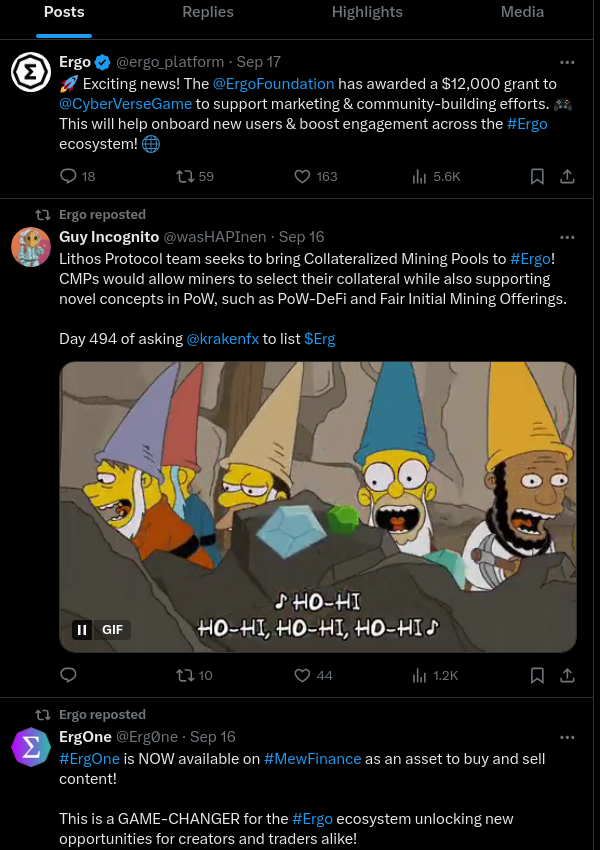 Posts Replies Highlights Media
Ergo @ergo_platform · Sep 17
🚀 Exciting news! The @ErgoFoundation has awarded a $12,000 grant to
@CyberVerseGame to support marketing & community-building efforts. 🎮
This will help onboard new users & boost engagement across the #Ergo
ecosystem! 🌐
18 59 163 5.6K
Ergo reposted
Guy Incognito @wasHAPInen · Sep 16
Lithos Protocol team seeks to bring Collateralized Mining Pools to #Ergo!
CMPs would allow miners to select their collateral while also supporting
novel concepts in PoW, such as PoW-DeFi and Fair Initial Mining Offerings.
Day 494 of asking @krakenfx to list $Erg
♪ HO-HI
HO-HI, HO-HI, HO-HI ♪
GIF
10 44 1.2K
Ergo reposted
ErgOne @Erg0ne · Sep 16
#ErgOne is NOW available on #MewFinance as an asset to buy and sell
content!
This is a GAME-CHANGER for the #Ergo ecosystem unlocking new
opportunities for creators and traders alike!